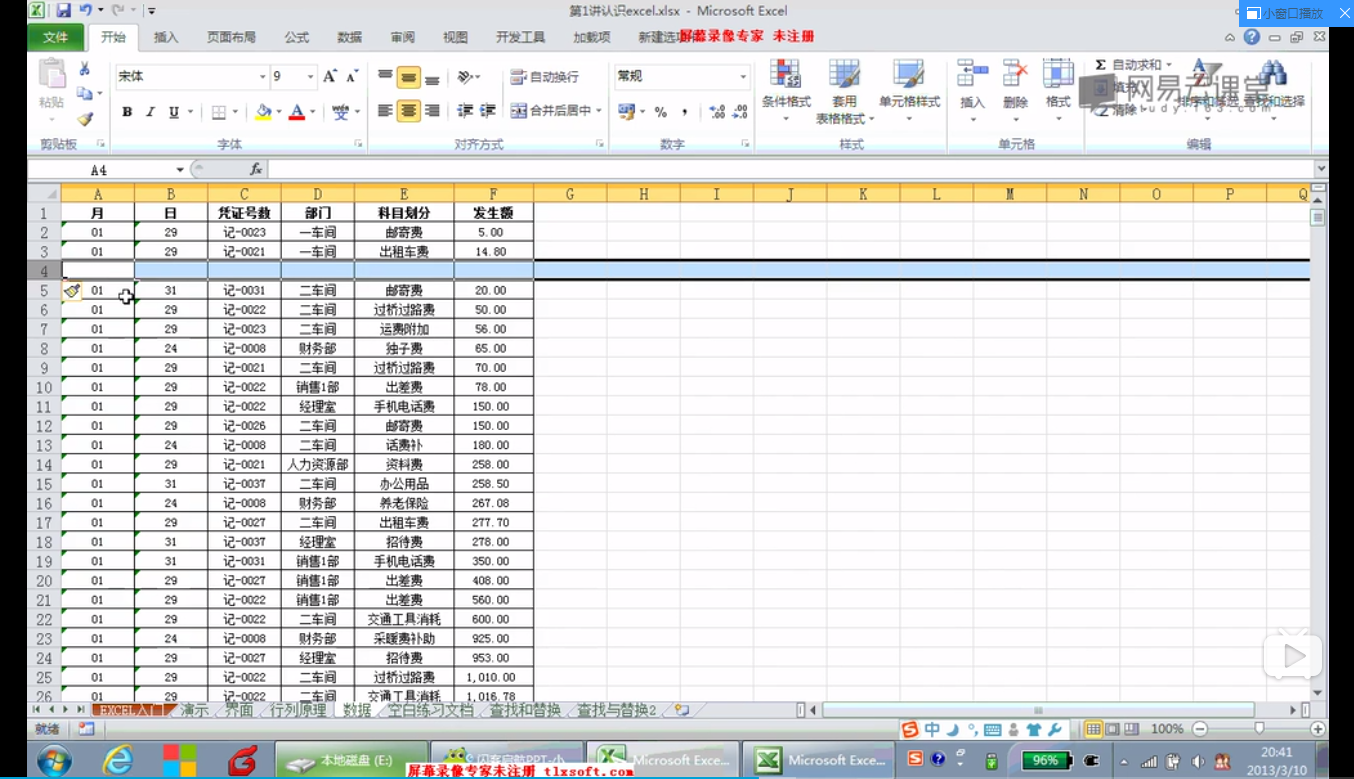 第1讲认识excel.xlsx - Microsoft Excel
小窗口播放
文件 开始 插入 页面布局 公式 数据 审阅 视图 开发工具 加载项 新建选项 屏幕录像专家 未注册
宋体 9 自动换行 常规 Σ 自动求和
粘贴 B I U 合并后居中 % , 条件格式 套用表格格式 单元格样式 插入 删除 格式 填充 清除 排序和筛选 查找和选择
网易云课堂
study.163.com
剪贴板 字体 对齐方式 数字 样式 单元格 编辑
A4 fx
A B C D E F G H I J K L M N O P Q
1 月 日 凭证号数 部门 科目划分 发生额
2 01 29 记-0023 一车间 邮寄费 5.00
3 01 29 记-0021 一车间 出租车费 14.80
4
5 01 31 记-0031 二车间 邮寄费 20.00
6 01 29 记-0022 二车间 过桥过路费 50.00
7 01 29 记-0023 二车间 运费附加 56.00
8 01 24 记-0008 财务部 独子费 65.00
9 01 29 记-0021 二车间 过桥过路费 70.00
10 01 29 记-0022 销售1部 出差费 78.00
11 01 29 记-0022 经理室 手机电话费 150.00
12 01 29 记-0026 二车间 邮寄费 150.00
13 01 24 记-0008 二车间 话费补 180.00
14 01 29 记-0021 人力资源部 资料费 258.00
15 01 31 记-0037 二车间 办公用品 258.50
16 01 24 记-0008 财务部 养老保险 267.08
17 01 29 记-0027 二车间 出租车费 277.70
18 01 31 记-0037 经理室 招待费 278.00
19 01 31 记-0031 销售1部 手机电话费 350.00
20 01 29 记-0027 销售1部 出差费 408.00
21 01 29 记-0022 销售1部 出差费 560.00
22 01 29 记-0022 二车间 交通工具消耗 600.00
23 01 24 记-0008 财务部 采暖费补助 925.00
24 01 29 记-0027 经理室 招待费 953.00
25 01 29 记-0022 二车间 过桥过路费 1,010.00
26 01 29 记-0022 二车间 交通工具消耗 1,016.78
EXCEL入门 演示 界面 行列原理 数据 空白练习文档 查找和替换 查找与替换2
就绪 中 100%
本地磁盘 (E:) Microsoft Exce... Microsoft Exce... 96% 20:41
屏幕录像专家未注册 tlxsoft.com 2013/3/10